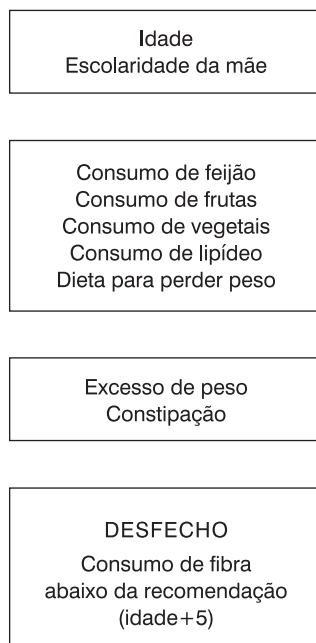 Idade
Escolaridade da mãe
Consumo de feijão
Consumo de frutas
Consumo de vegetais
Consumo de lipídeo
Dieta para perder peso
Excesso de peso
Constipação
DESFECHO
Consumo de fibra
abaixo da recomendação
(idade+5)